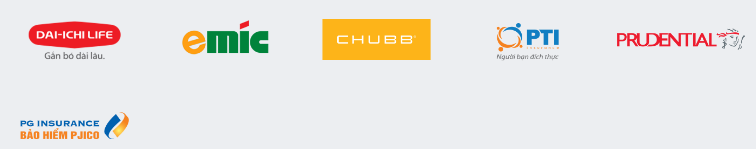 DAI-ICHI LIFE
Gắn bó dài lâu.
emic
CHUBB®
PTI
Người bạn đích thực
PRUDENTIAL
PG INSURANCE
BẢO HIỂM PJICO